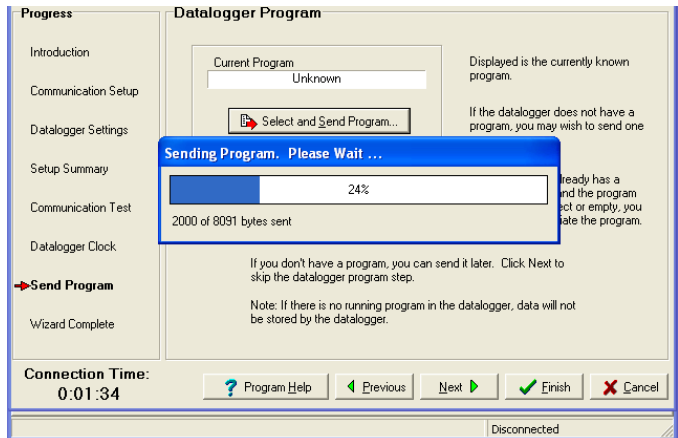 Progress
Introduction
Communication Setup
Datalogger Settings
Setup Summary
Communication Test
Datalogger Clock
Send Program
Wizard Complete
Datalogger Program
Current Program
Unknown
Select and Send Program...
Displayed is the currently known
program.
If the datalogger does not have a
program, you may wish to send one
Sending Program. Please Wait ...
24%
2000 of 8091 bytes sent
has a
and the program
or empty, you
the program.
If you don't have a program, you can send it later. Click Next to
skip the datalogger program step.
Note: If there is no running program in the datalogger, data will not
be stored by the datalogger.
Connection Time:
0:01:34
Program Help
Previous
Next
Finish
Cancel
Disconnected